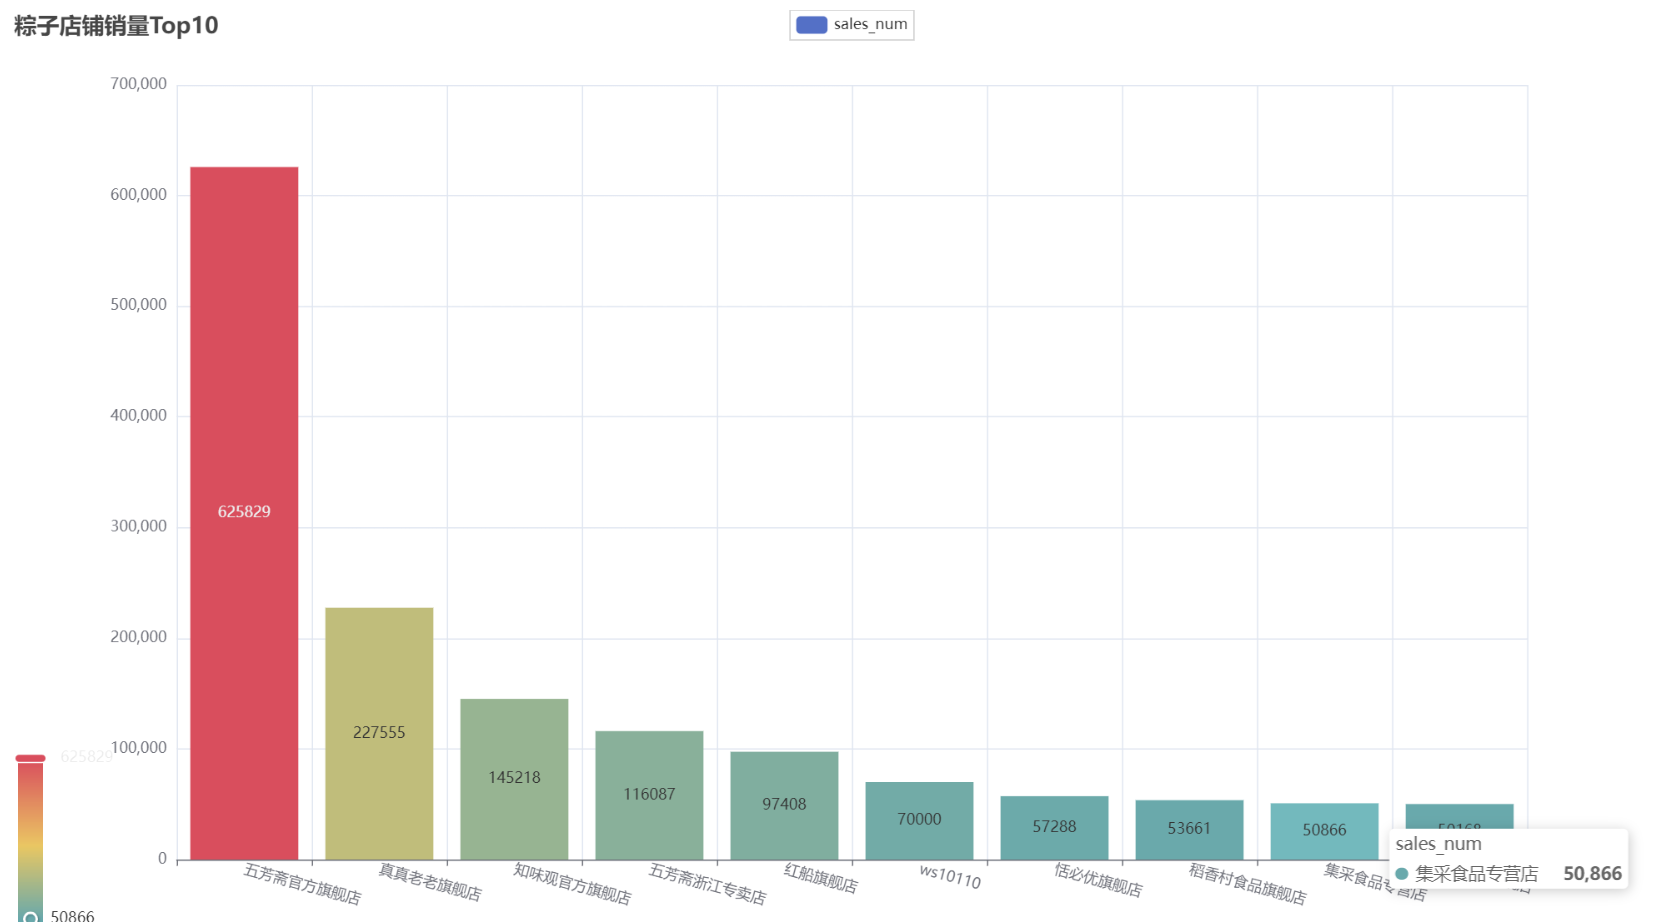 粽子店铺销量Top10
sales_num
700,000
600,000
500,000
400,000
300,000
200,000
100,000
0
625829
227555
145218
116087
97408
70000
57288
53661
50866
50168
五芳斋官方旗舰店
真真老老旗舰店
知味观官方旗舰店
五芳斋浙江专卖店
红船旗舰店
ws10110
恬必优旗舰店
稻香村食品旗舰店
集采食品专营店
625829
50866
sales_num
集采食品专营店 50,866